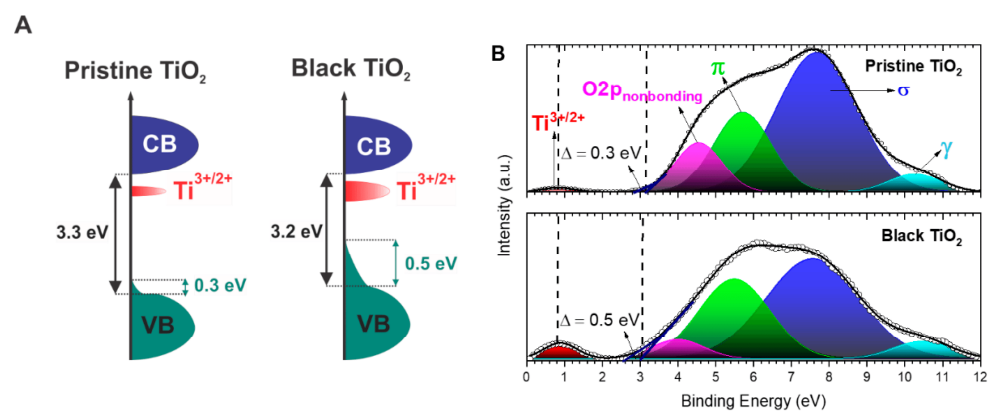 A
Pristine TiO₂
CB
Ti³⁺/²⁺
3.3 eV
0.3 eV
VB
Black TiO₂
CB
Ti³⁺/²⁺
3.2 eV
0.5 eV
VB
B
Intensity (a.u.)
Pristine TiO₂
Ti³⁺/²⁺
O2p nonbonding
π
σ
γ
Δ = 0.3 eV
Black TiO₂
Δ = 0.5 eV
0 1 2 3 4 5 6 7 8 9 10 11 12
Binding Energy (eV)